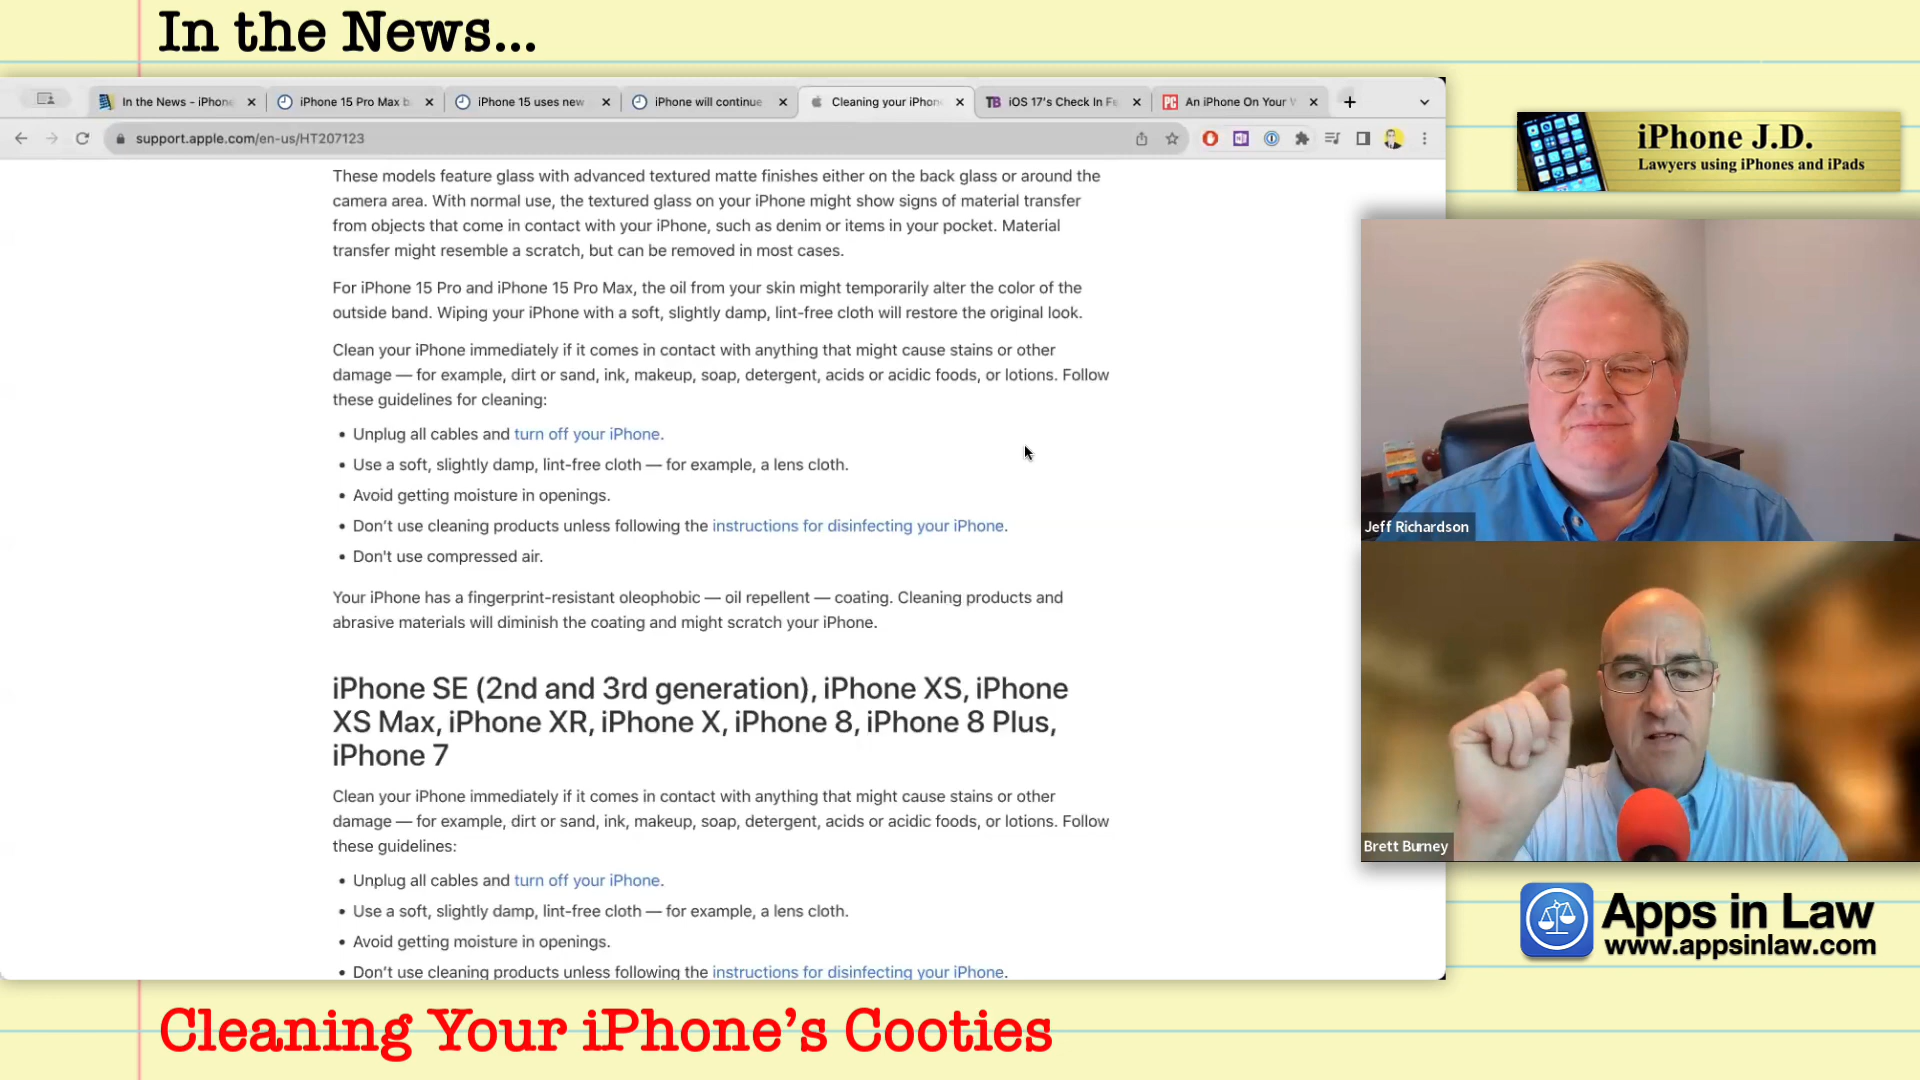 In the News...
In the News - iPhone
iPhone 15 Pro Max b
iPhone 15 uses new
iPhone will continue
Cleaning your iPhon
TB
iOS 17's Check In Fe
PC
An iPhone On Your W
support.apple.com/en-us/HT207123
These models feature glass with advanced textured matte finishes either on the back glass or around the
camera area. With normal use, the textured glass on your iPhone might show signs of material transfer
from objects that come in contact with your iPhone, such as denim or items in your pocket. Material
transfer might resemble a scratch, but can be removed in most cases.
For iPhone 15 Pro and iPhone 15 Pro Max, the oil from your skin might temporarily alter the color of the
outside band. Wiping your iPhone with a soft, slightly damp, lint-free cloth will restore the original look.
Clean your iPhone immediately if it comes in contact with anything that might cause stains or other
damage — for example, dirt or sand, ink, makeup, soap, detergent, acids or acidic foods, or lotions. Follow
these guidelines for cleaning:
• Unplug all cables and turn off your iPhone.
• Use a soft, slightly damp, lint-free cloth — for example, a lens cloth.
• Avoid getting moisture in openings.
• Don’t use cleaning products unless following the instructions for disinfecting your iPhone.
• Don't use compressed air.
Your iPhone has a fingerprint-resistant oleophobic — oil repellent — coating. Cleaning products and
abrasive materials will diminish the coating and might scratch your iPhone.
iPhone SE (2nd and 3rd generation), iPhone XS, iPhone
XS Max, iPhone XR, iPhone X, iPhone 8, iPhone 8 Plus,
iPhone 7
Clean your iPhone immediately if it comes in contact with anything that might cause stains or other
damage — for example, dirt or sand, ink, makeup, soap, detergent, acids or acidic foods, or lotions. Follow
these guidelines:
• Unplug all cables and turn off your iPhone.
• Use a soft, slightly damp, lint-free cloth — for example, a lens cloth.
• Avoid getting moisture in openings.
• Don’t use cleaning products unless following the instructions for disinfecting your iPhone.
iPhone J.D.
Lawyers using iPhones and iPads
Jeff Richardson
Brett Burney
Apps in Law
www.appsinlaw.com
Cleaning Your iPhone’s Cooties